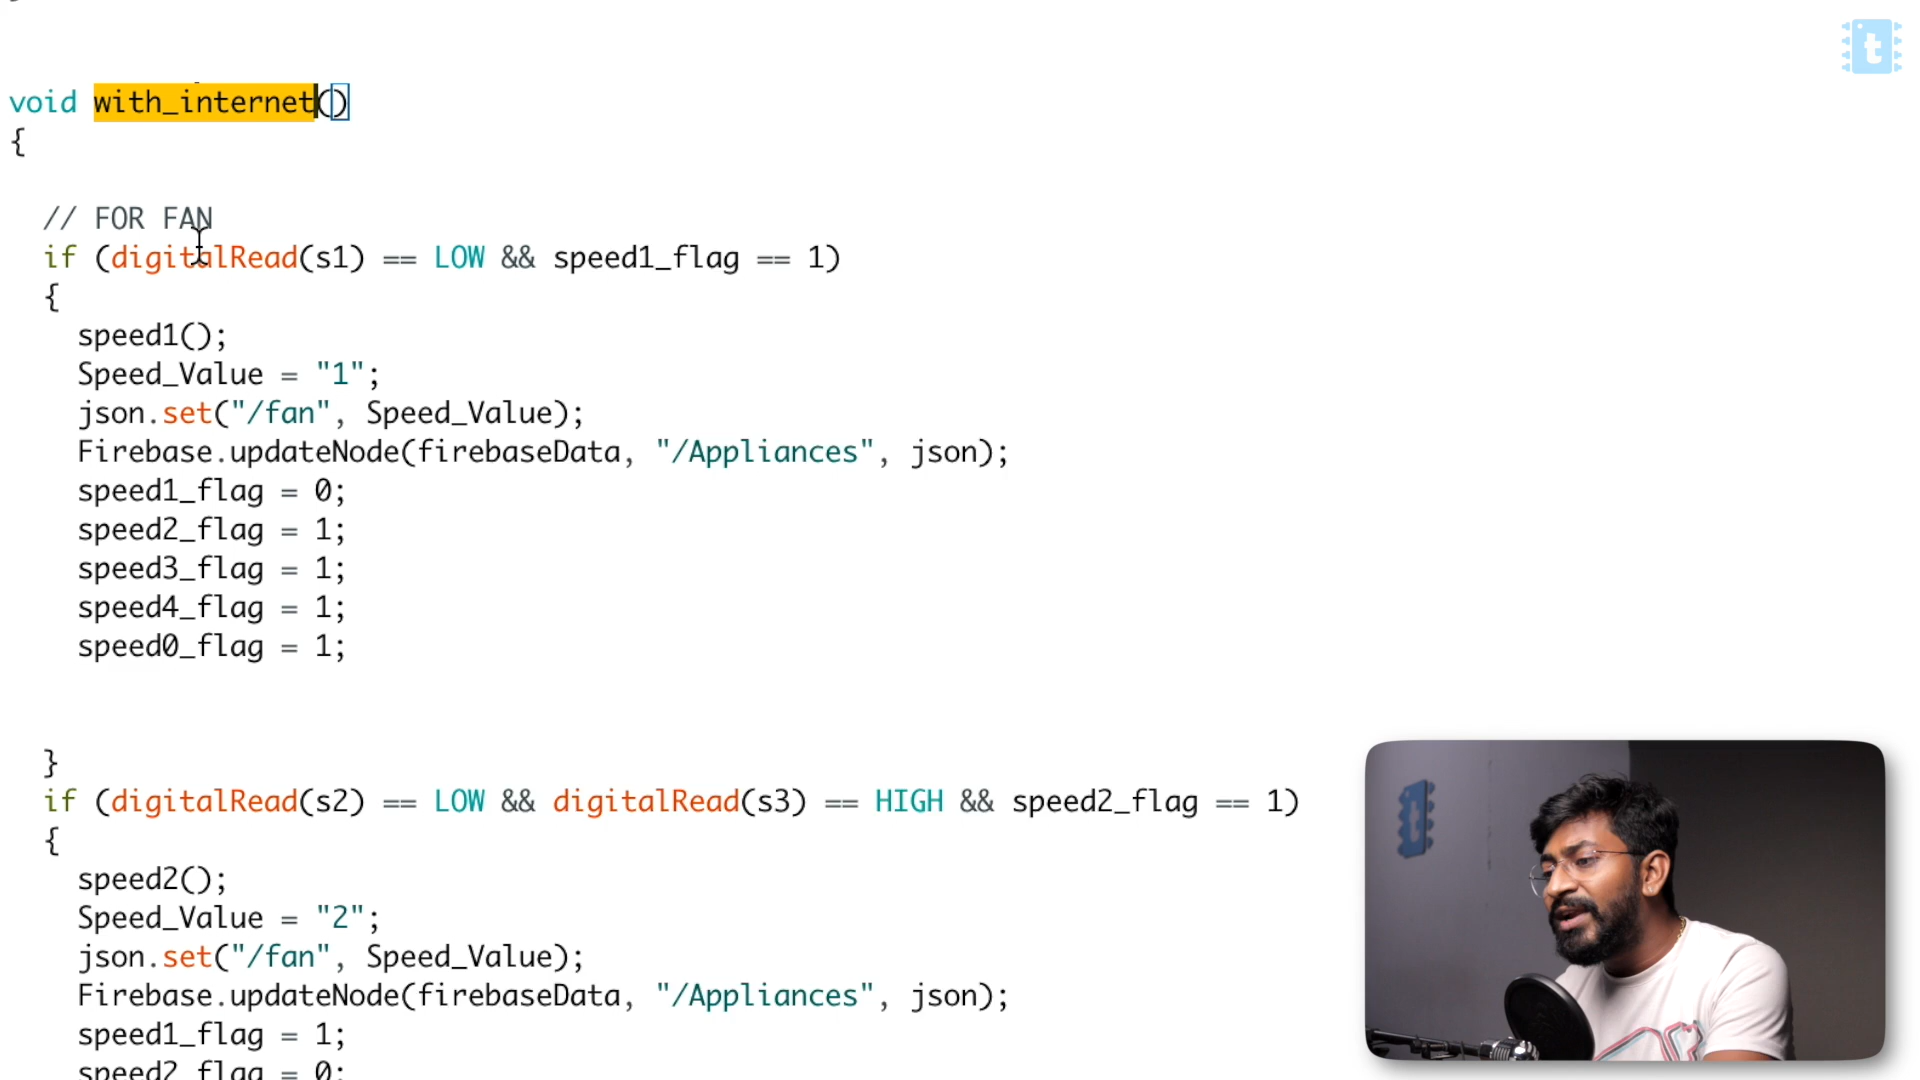 t
void with_internet()
{
// FOR FAN
if (digitalRead(s1) == LOW && speed1_flag == 1)
{
speed1();
Speed_Value = "1";
json.set("/fan", Speed_Value);
Firebase.updateNode(firebaseData, "/Appliances", json);
speed1_flag = 0;
speed2_flag = 1;
speed3_flag = 1;
speed4_flag = 1;
speed0_flag = 1;
}
if (digitalRead(s2) == LOW && digitalRead(s3) == HIGH && speed2_flag == 1)
{
speed2();
Speed_Value = "2";
json.set("/fan", Speed_Value);
Firebase.updateNode(firebaseData, "/Appliances", json);
speed1_flag = 1;
speed2_flag = 0;